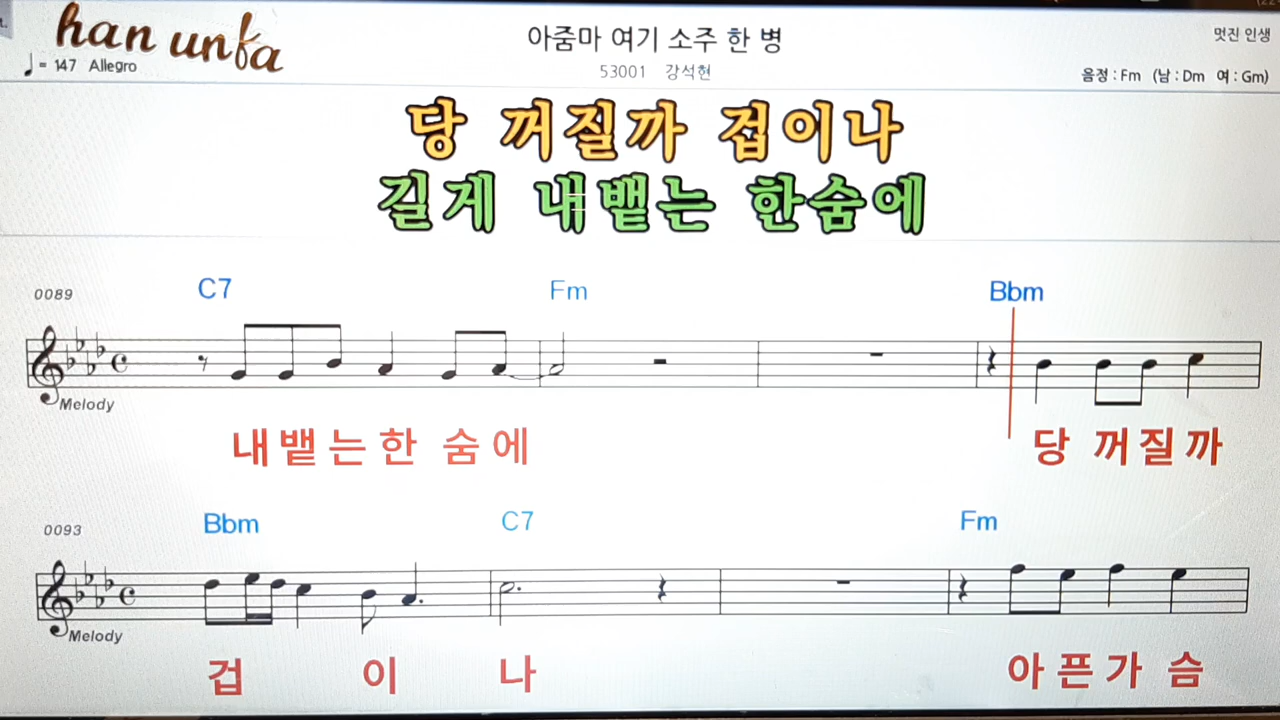 han unfa
♩= 147 Allegro
아줌마 여기 소주 한 병
53001 강석현
멋진 인생
음정 : Fm (남 : Dm 여 : Gm)
당 꺼질까 겁이나
길게 내뱉는 한숨에
0089
C7 Fm Bbm
Melody
내뱉는한 숨에 당 꺼질까
0093
Bbm C7 Fm
Melody
겁 이 나 아픈가 슴